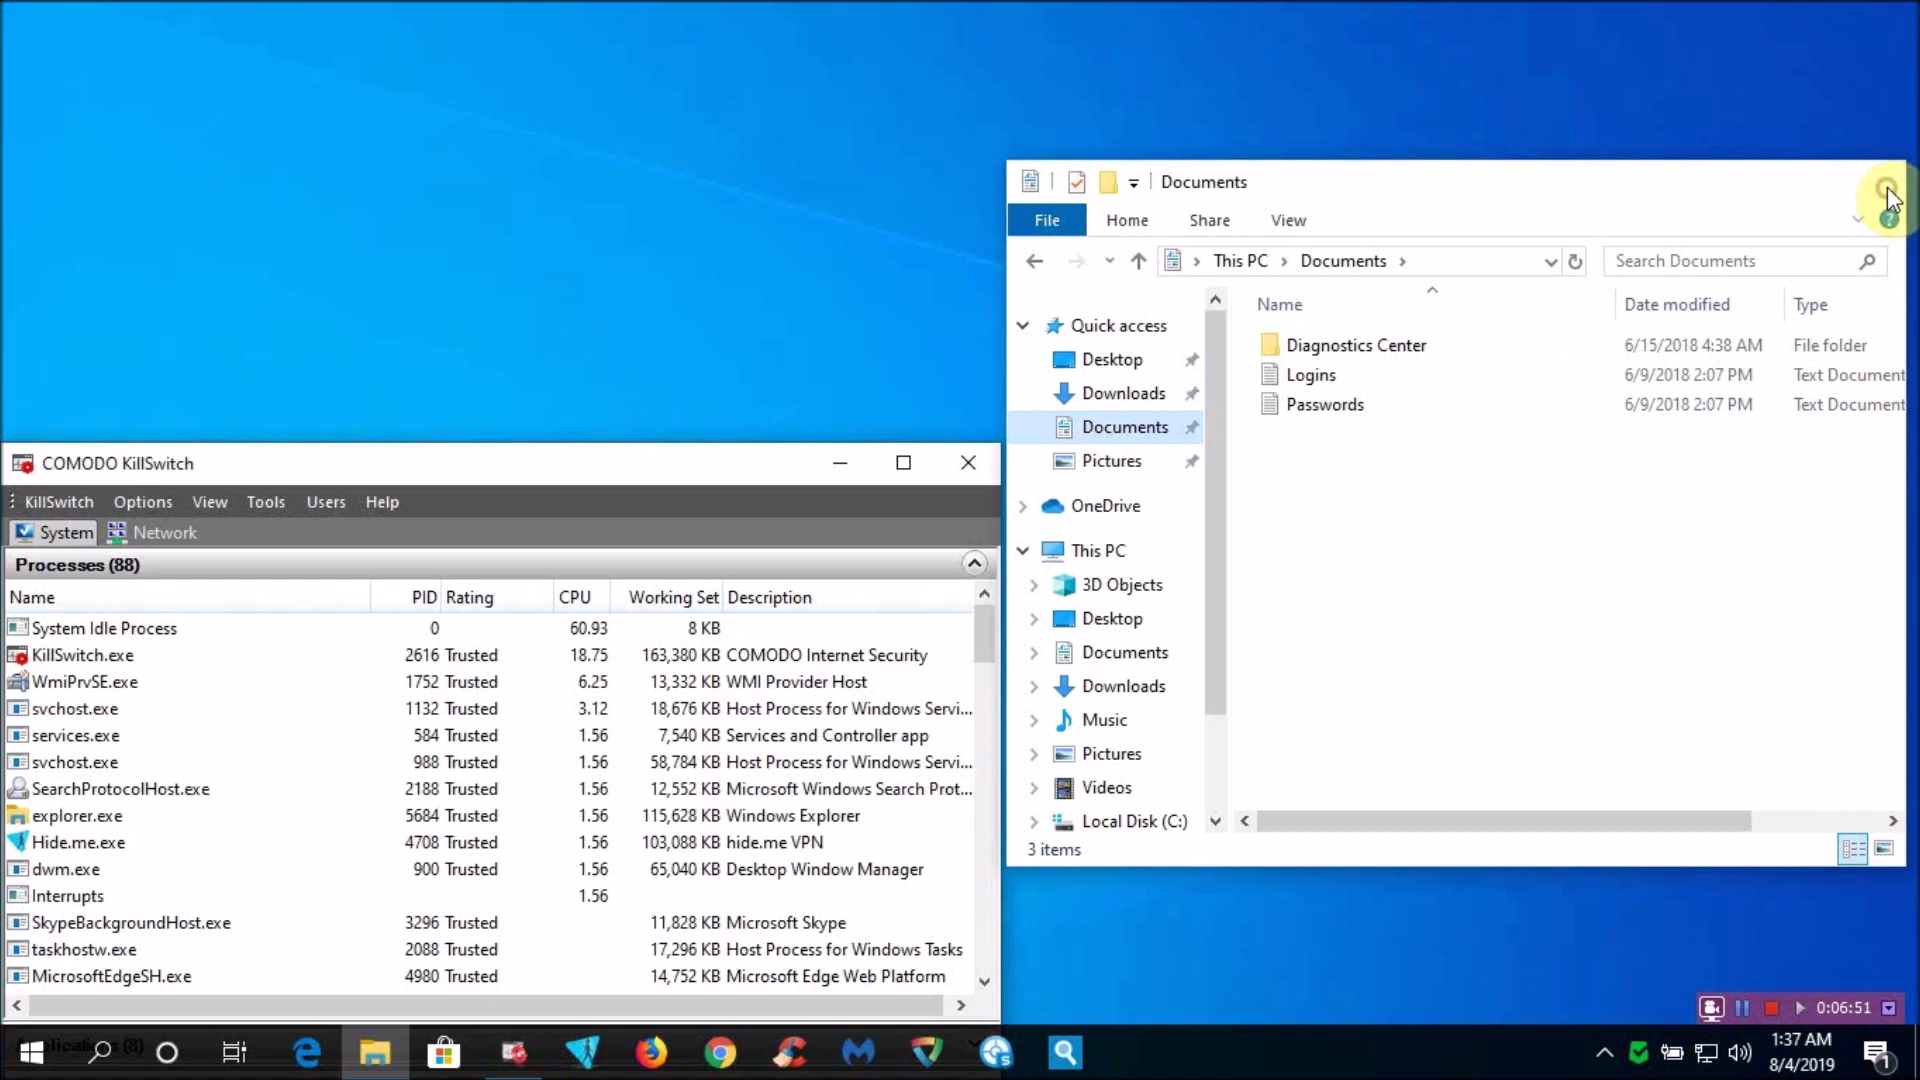 Documents
File Home Share View
This PC Documents
Search Documents
Name Date modified Type
Quick access
Desktop
Downloads
Documents
Pictures
OneDrive
This PC
3D Objects
Desktop
Documents
Downloads
Music
Pictures
Videos
Local Disk (C:)
Diagnostics Center 6/15/2018 4:38 AM File folder
Logins 6/9/2018 2:07 PM Text Document
Passwords 6/9/2018 2:07 PM Text Document
3 items
COMODO KillSwitch
KillSwitch Options View Tools Users Help
System Network
Processes (88)
Name PID Rating CPU Working Set Description
System Idle Process 0 60.93 8 KB
KillSwitch.exe 2616 Trusted 18.75 163,380 KB COMODO Internet Security
WmiPrvSE.exe 1752 Trusted 6.25 13,332 KB WMI Provider Host
svchost.exe 1132 Trusted 3.12 18,676 KB Host Process for Windows Servi...
services.exe 584 Trusted 1.56 7,540 KB Services and Controller app
svchost.exe 988 Trusted 1.56 58,784 KB Host Process for Windows Servi...
SearchProtocolHost.exe 2188 Trusted 1.56 12,552 KB Microsoft Windows Search Prot...
explorer.exe 5684 Trusted 1.56 115,628 KB Windows Explorer
Hide.me.exe 4708 Trusted 1.56 103,088 KB hide.me VPN
dwm.exe 900 Trusted 1.56 65,040 KB Desktop Window Manager
Interrupts 1.56
SkypeBackgroundHost.exe 3296 Trusted 11,828 KB Microsoft Skype
taskhostw.exe 2088 Trusted 17,296 KB Host Process for Windows Tasks
MicrosoftEdgeSH.exe 4980 Trusted 14,752 KB Microsoft Edge Web Platform
0:06:51
1:37 AM
8/4/2019
1